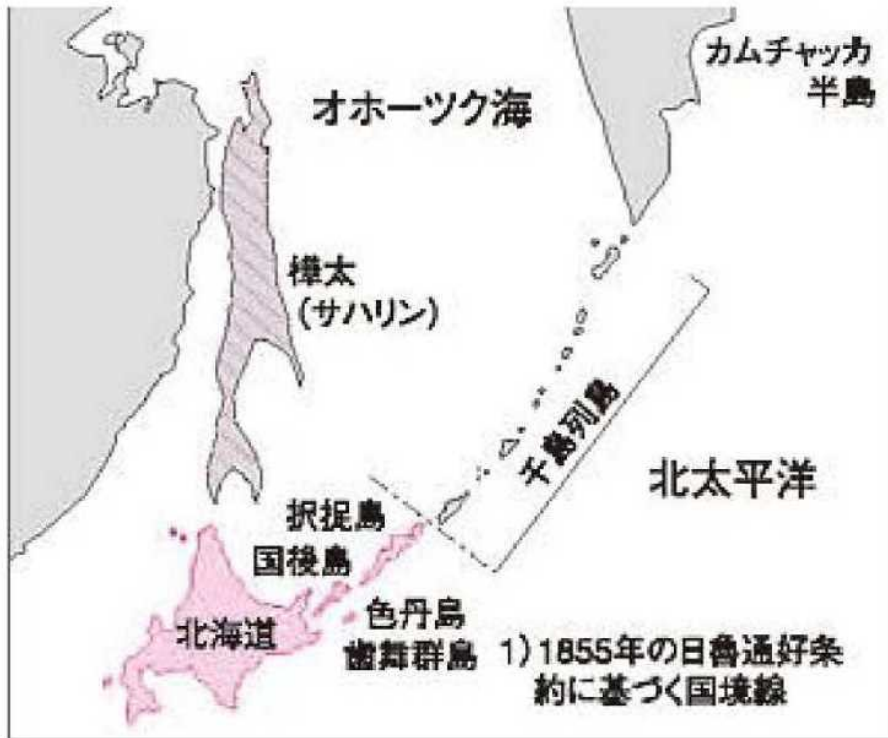 カムチャッカ
半島
オホーツク海
樺太
(サハリン)
千島列島
北太平洋
択捉島
国後島
色丹島
歯舞群島
北海道
1)1855年の日魯通好条
約に基づく国境線